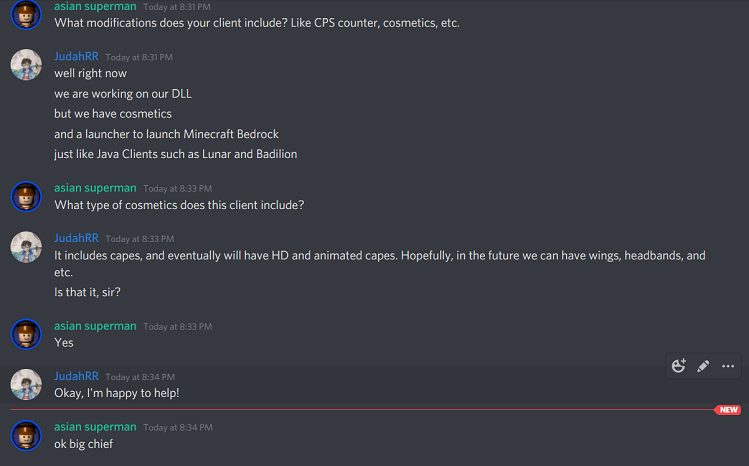 asian superman Today at 8:31 PM
What modifications does your client include? Like CPS counter, cosmetics, etc.
JudahRR Today at 8:31 PM
well right now
we are working on our DLL
but we have cosmetics
and a launcher to launch Minecraft Bedrock
just like Java Clients such as Lunar and Badilion
asian superman Today at 8:33 PM
What type of cosmetics does this client include?
JudahRR Today at 8:33 PM
It includes capes, and eventually will have HD and animated capes. Hopefully, in the future we can have wings, headbands, and
etc.
Is that it, sir?
asian superman Today at 8:33 PM
Yes
JudahRR Today at 8:34 PM
Okay, I'm happy to help!
NEW
asian superman Today at 8:34 PM
ok big chief